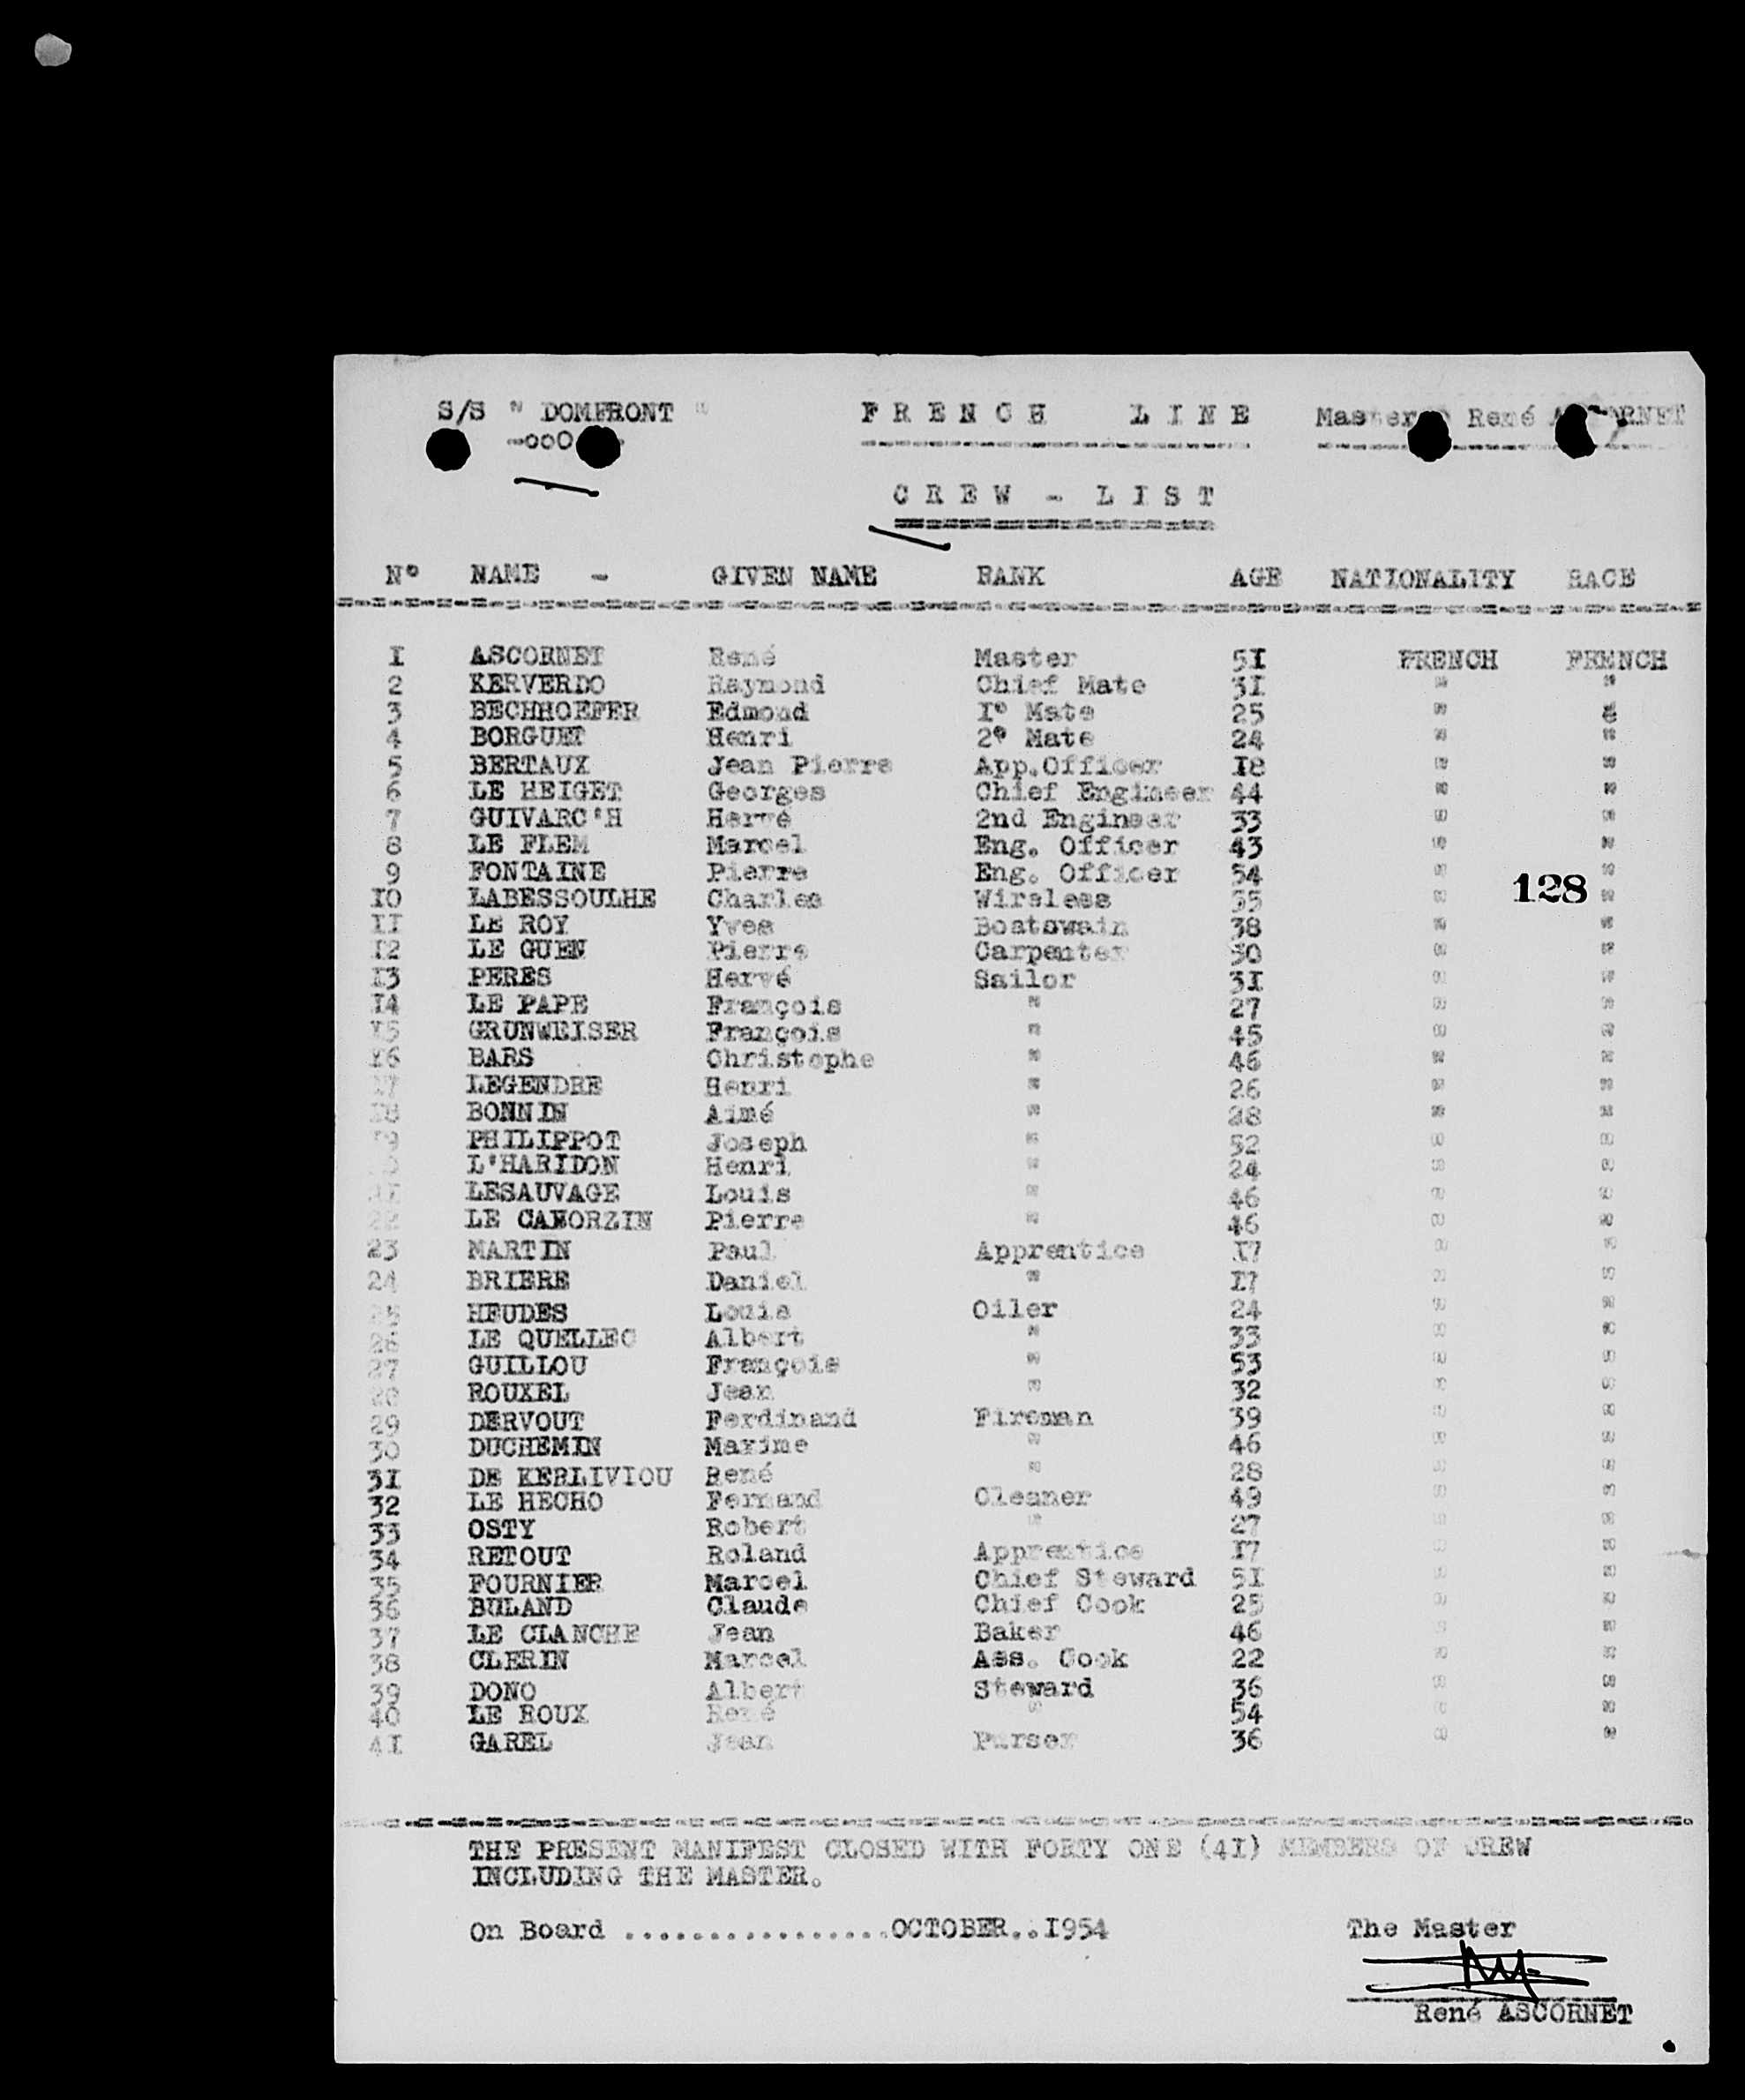 S/S " DOMFRONT " FRENCH LINE Master René
-ooO
CREW - LIST
N° NAME - GIVEN NAME RANK AGE NATIONALITY RACE
I ASCORNET René Master 5I FRENCH FRENCH
2 KERVERDO Raymond Chief Mate 3I " "
3 BECHHOEFER Edmond I° Mate 25 " "
4 BORGUET Henri 2° Mate 24 " "
5 BERTAUX Jean Pierre App.Officer I8 " "
6 LE HEIGET Georges Chief Engineer 44 " "
7 GUIVARC'H Hervé 2nd Engineer 33 " "
8 LE FLEM Marcel Eng. Officer 43 " "
9 FONTAINE Pierre Eng. Officer 54 " "
128
IO LABESSOULHE Charles Wireless 35 " "
II LE ROY Yves Boatswain 38 " "
I2 LE GUEN Pierre Carpenter 30 " "
I3 PERES Hervé Sailor 3I " "
I4 LE PAPE François " 27 " "
I5 GRUNWEISER François " 45 " "
I6 BARS Christophe " 46 " "
I7 LEGENDRE Henri " 26 " "
I8 BONNIN Aimé " 28 " "
I9 PHILIPPOT Joseph " 52 " "
L'HARIDON Henri " 24 " "
LESAUVAGE Louis " 46 " "
22 LE CAHORZIN Pierre " 46 " "
23 MARTIN Paul Apprentice I7 " "
24 BRIERE Daniel " I7 " "
25 HEUDES Louis Oiler 24 " "
26 LE QUELLEC Albert " 33 " "
27 GUILLOU François " 53 " "
28 ROUXEL Jean " 32 " "
29 DERVOUT Ferdinand Fireman 39 " "
30 DUCHEMIN Maxime " 46 " "
3I DE KERLIVIOU René " 28 " "
32 LE HECHO Fernand Cleaner 49 " "
33 OSTY Robert " 27 " "
34 RETOUT Roland Apprentice I7 " "
35 FOURNIER Marcel Chief Steward 5I " "
36 BULAND Claude Chief Cook 25 " "
37 LE CLANCHE Jean Baker 46 " "
38 CLERIN Marcel Ass. Cook 22 " "
39 DONO Albert Steward 36 " "
40 LE ROUX René " 54 " "
4I GAREL Jean Purser 36 " "
THE PRESENT MANIFEST CLOSED WITH FORTY ONE (4I) MEMBERS OF CREW
INCLUDING THE MASTER.
On Board .................OCTOBER..I954 The Master
René ASCORNET